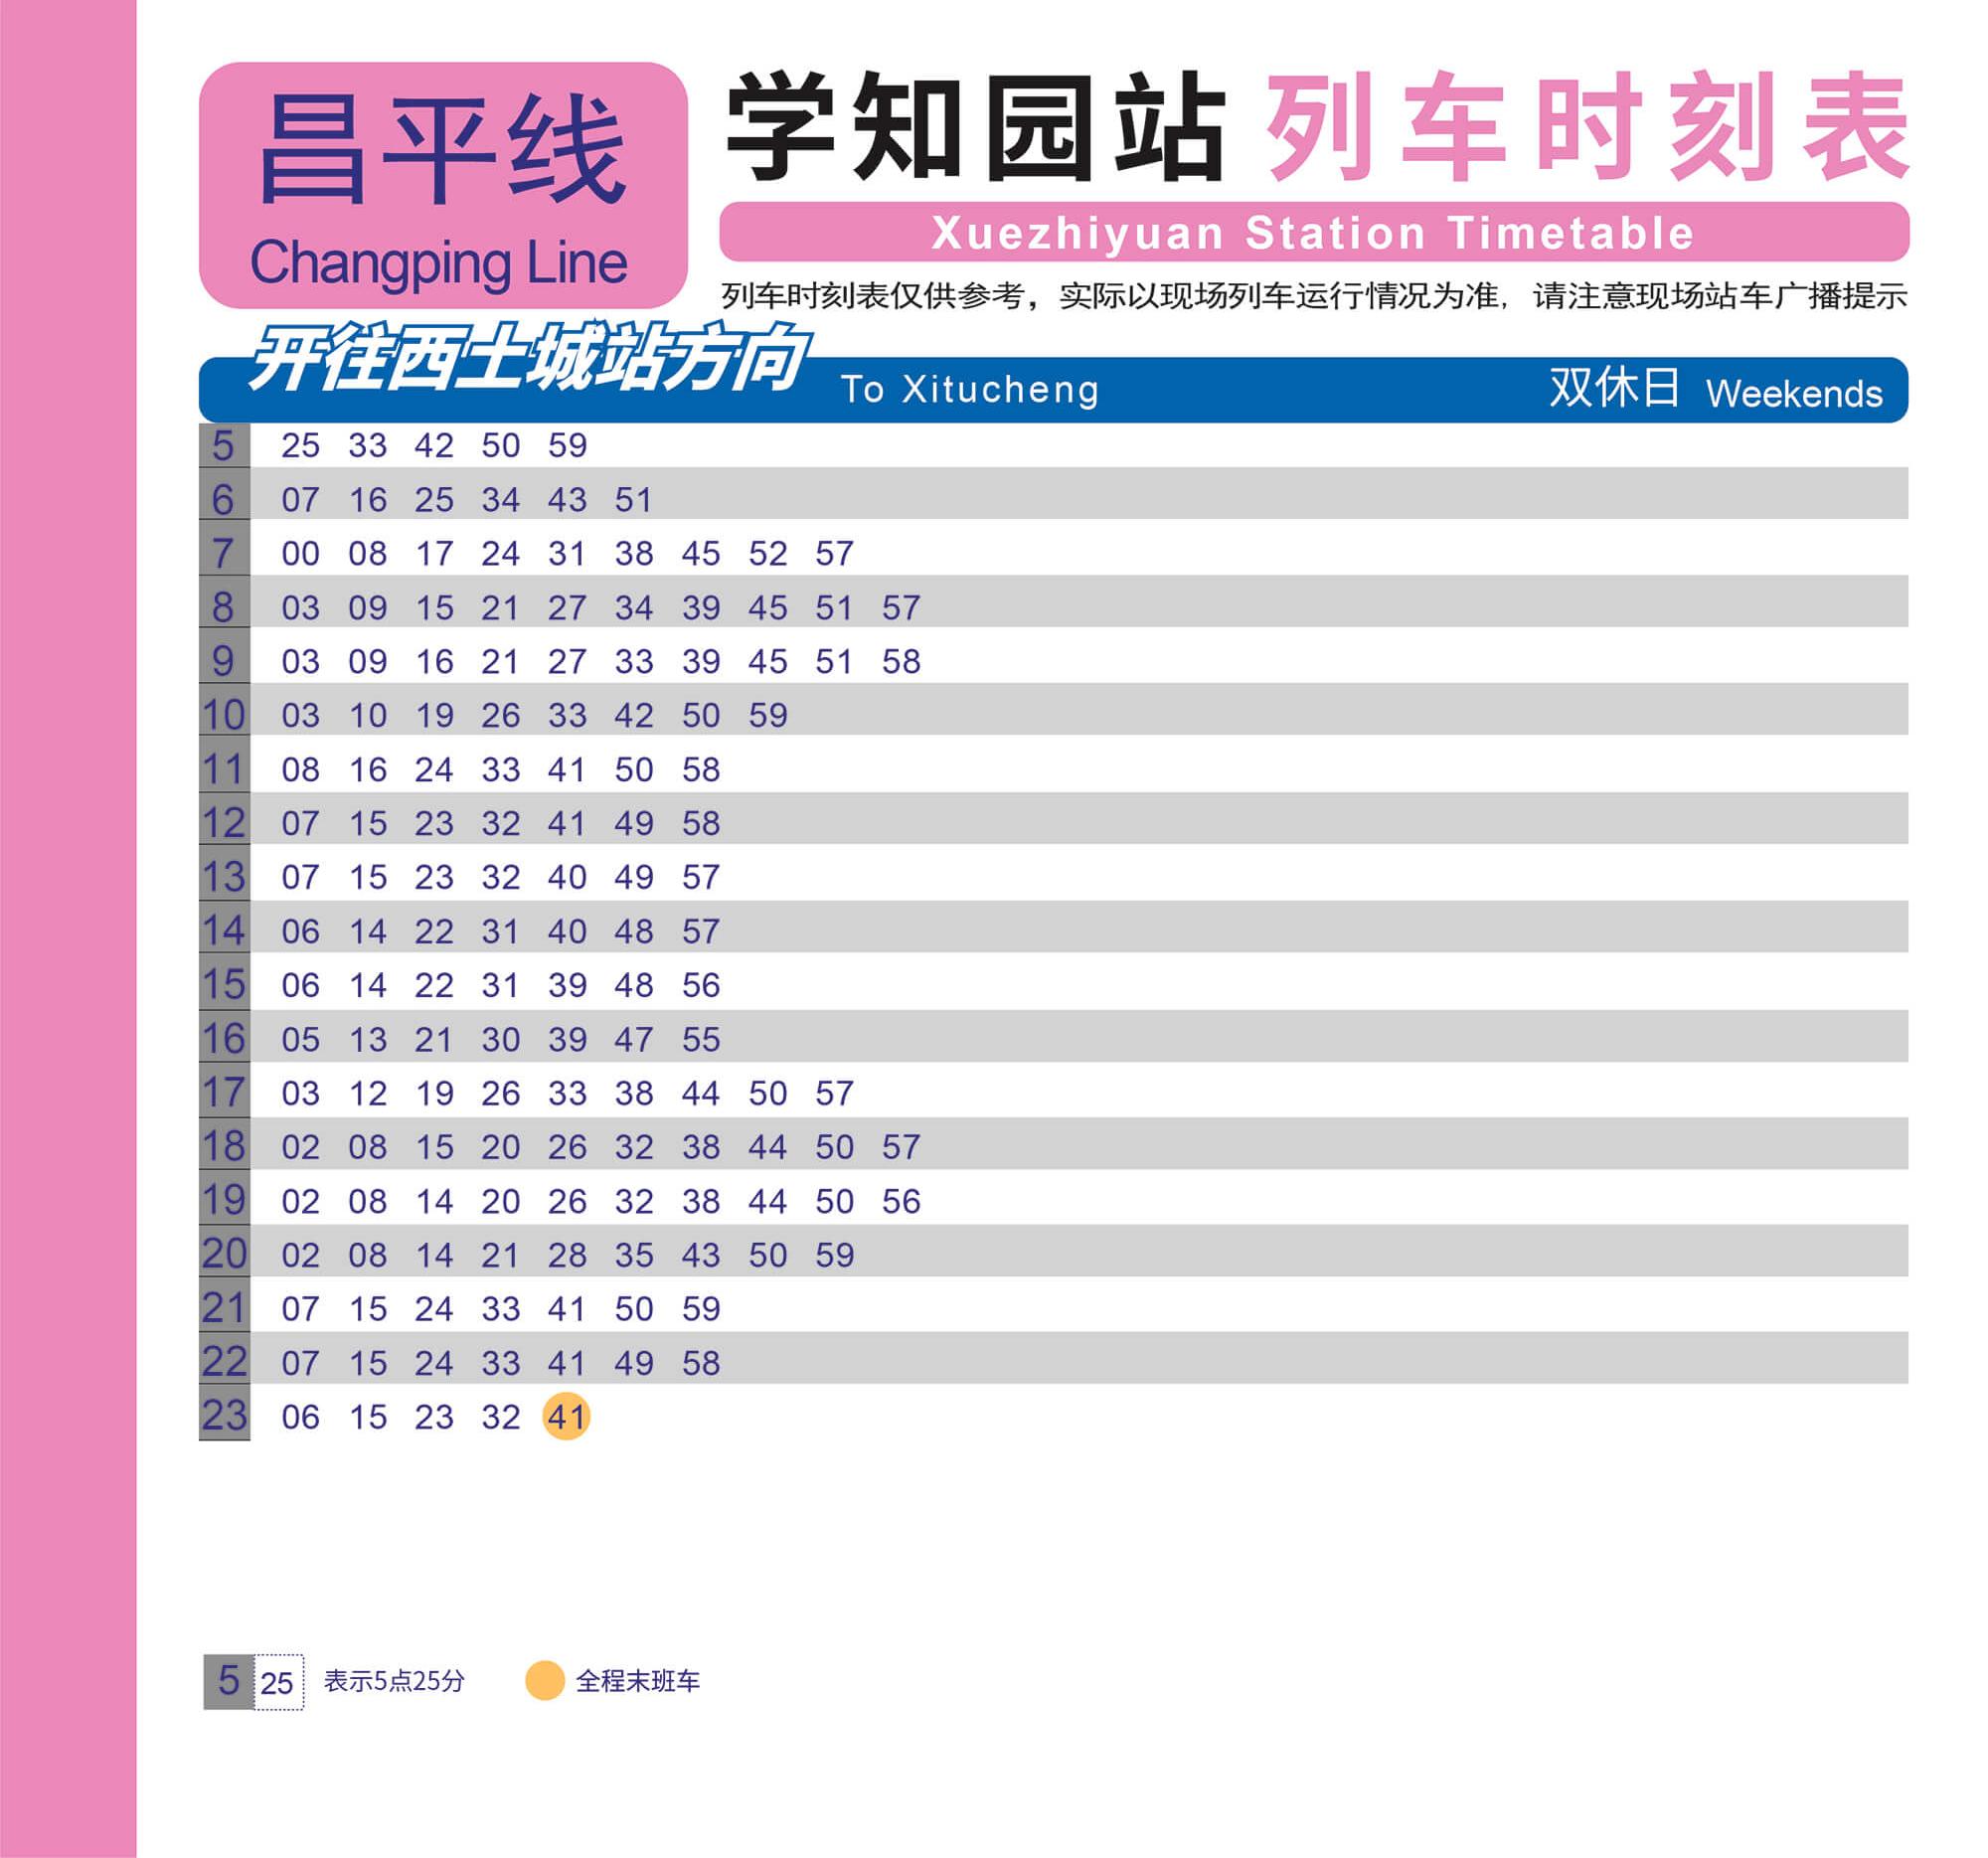 昌平线
Changping Line
学知园站 列车时刻表
Xuezhiyuan Station Timetable
列车时刻表仅供参考，实际以现场列车运行情况为准，请注意现场站车广播提示
开往西土城站方向 To Xitucheng 双休日 Weekends
5 25 33 42 50 59
6 07 16 25 34 43 51
7 00 08 17 24 31 38 45 52 57
8 03 09 15 21 27 34 39 45 51 57
9 03 09 16 21 27 33 39 45 51 58
10 03 10 19 26 33 42 50 59
11 08 16 24 33 41 50 58
12 07 15 23 32 41 49 58
13 07 15 23 32 40 49 57
14 06 14 22 31 40 48 57
15 06 14 22 31 39 48 56
16 05 13 21 30 39 47 55
17 03 12 19 26 33 38 44 50 57
18 02 08 15 20 26 32 38 44 50 57
19 02 08 14 20 26 32 38 44 50 56
20 02 08 14 21 28 35 43 50 59
21 07 15 24 33 41 50 59
22 07 15 24 33 41 49 58
23 06 15 23 32 41
5 25 表示5点25分 全程末班车